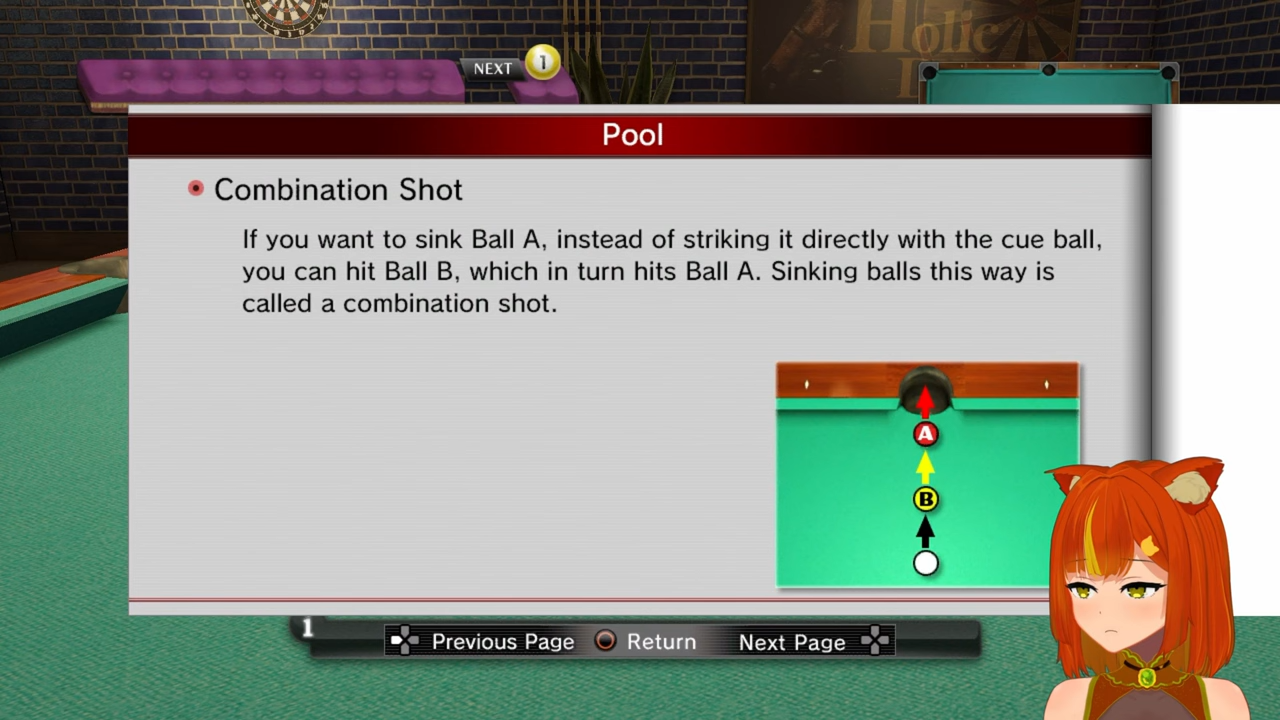 Holic
NEXT 1
Pool
Combination Shot
If you want to sink Ball A, instead of striking it directly with the cue ball,
you can hit Ball B, which in turn hits Ball A. Sinking balls this way is
called a combination shot.
A
B
1
Previous Page Return Next Page